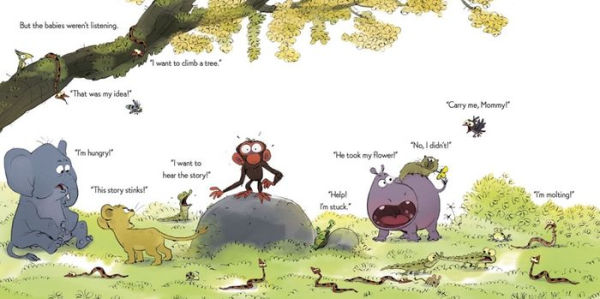 But the babies weren't listening.
"I want to climb a tree."
"That was my idea!"
"Carry me, Mommy!"
"I'm hungry!"
"I want to
hear the story!"
"This story stinks!"
"He took my flower!"
"No, I didn't!"
"Help!
I'm stuck."
"I'm molting!"